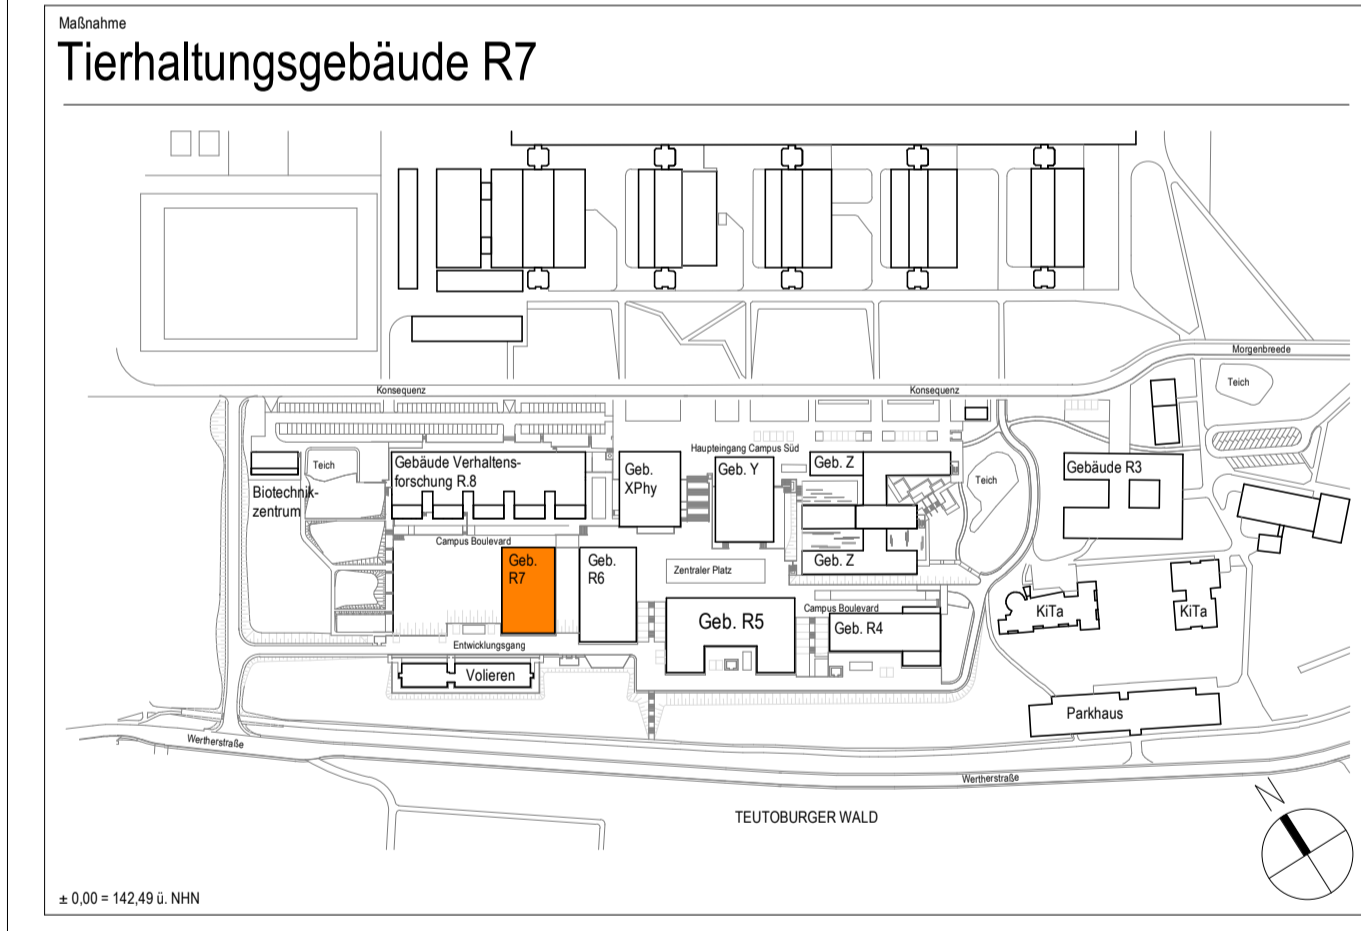 Maßnahme
Tierhaltungsgebäude R7
Morgenbreede
Teich
Konsequenz
Konsequenz
Haupteingang Campus Süd
Teich
Gebäude Verhaltens-
forschung R.8
Geb.
XPhy
Geb. Y
Geb. Z
Gebäude R3
Teich
Biotechnik-
zentrum
Campus Boulevard
Geb.
R7
Geb.
R6
Zentraler Platz
Geb. Z
Campus Boulevard
KiTa
KiTa
Geb. R5
Geb. R4
Entwicklungsgang
Volieren
Parkhaus
Wertherstraße
Wertherstraße
N
TEUTOBURGER WALD
± 0,00 = 142,49 ü. NHN